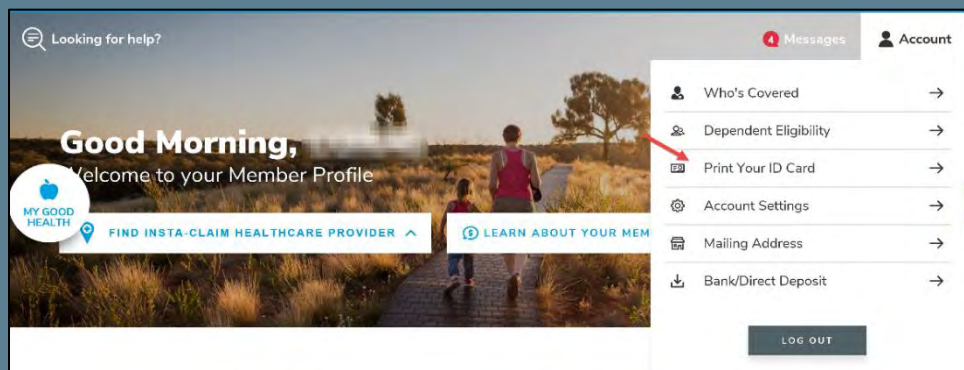 Looking for help?
4 Messages
Account
Good Morning,
Welcome to your Member Profile
MY GOOD
HEALTH
FIND INSTA-CLAIM HEALTHCARE PROVIDER
LEARN ABOUT YOUR MEM
Who's Covered
Dependent Eligibility
Print Your ID Card
Account Settings
Mailing Address
Bank/Direct Deposit
LOG OUT